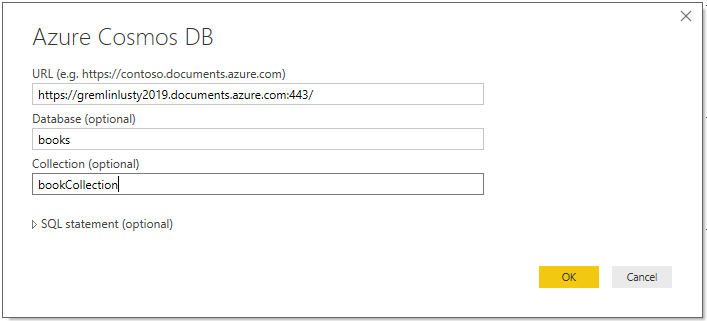 Azure Cosmos DB
URL (e.g. https://contoso.documents.azure.com)
https://gremlinlusty2019.documents.azure.com:443/
Database (optional)
books
Collection (optional)
bookCollection
SQL statement (optional)
OK Cancel